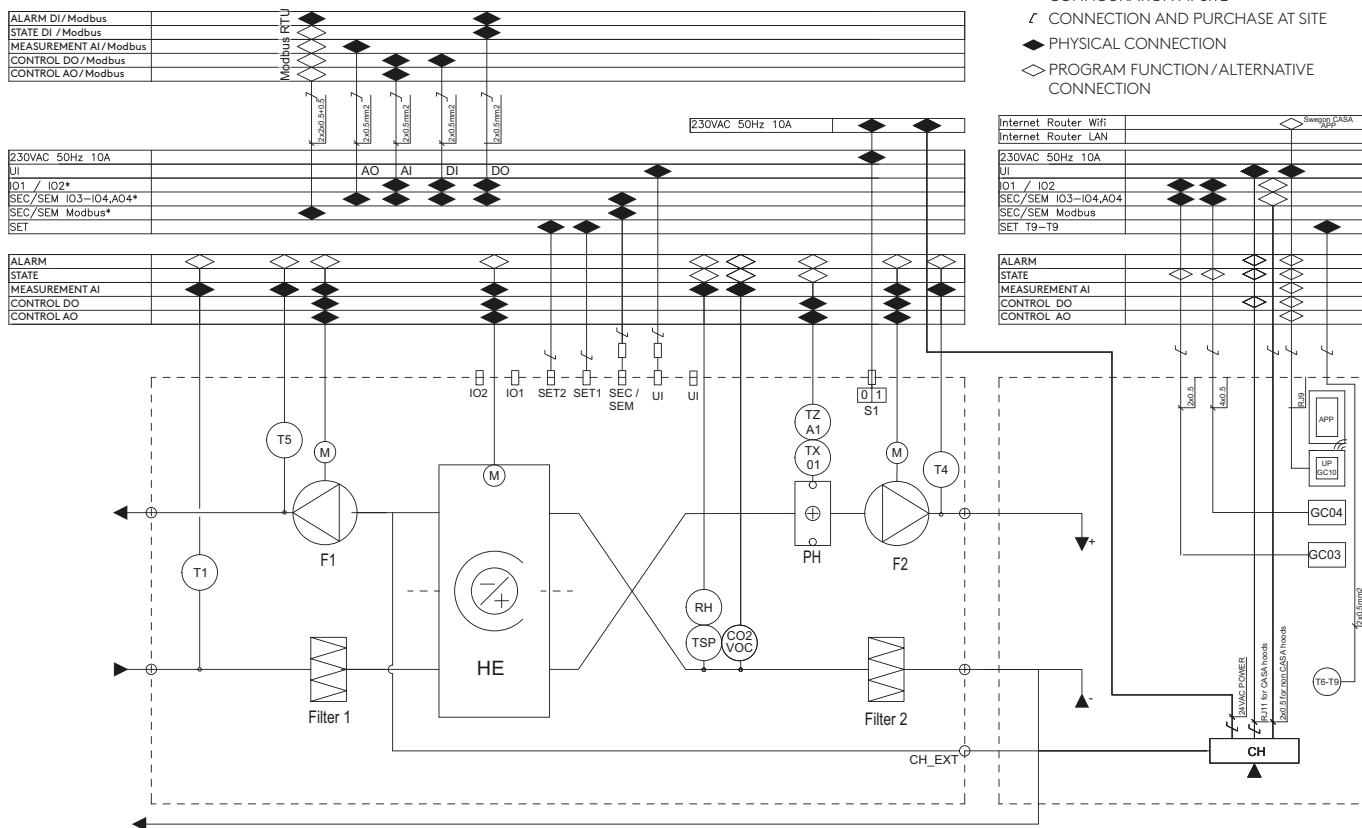 CONNECTION AND PURCHASE AT SITE
PHYSICAL CONNECTION
PROGRAM FUNCTION/ALTERNATIVE
CONNECTION
ALARM DI/Modbus
STATE DI /Modbus
MEASUREMENT AI/Modbus
CONTROL DO/Modbus
CONTROL AO/Modbus
Modbus RTU
2x2x0.5+0.5
2x0.5mm2
2x0.5mm2
2x0.5mm2
2x0.5mm2
230VAC 50Hz 10A
Internet Router Wifi
Internet Router LAN
Swegon CASA
APP
230VAC 50Hz 10A
UI
IO1 / IO2*
SEC/SEM IO3-IO4,AO4*
SEC/SEM Modbus*
SET
AO AI DI DO
230VAC 50Hz 10A
UI
IO1 / IO2
SEC/SEM IO3-IO4,AO4
SEC/SEM Modbus
SET T9-T9
ALARM
STATE
MEASUREMENT AI
CONTROL DO
CONTROL AO
ALARM
STATE
MEASUREMENT AI
CONTROL DO
CONTROL AO
IO2 IO1 SET2 SET1 SEC /
SEM
UI UI
0 1
S1
2x0.5
4x0.5
RJ9
APP
UP
GC10
GC04
GC03
2x0.5mm2
T6-T9
T5
M
M
TZ
A1
TX
01
M
T4
F1
PH
F2
T1
RH
TSP
CO2
VOC
HE
Filter 1
Filter 2
+
-
24VAC POWER
RJ11 for CASA hoods
2x0.5 for non CASA hoods
CH_EXT
CH